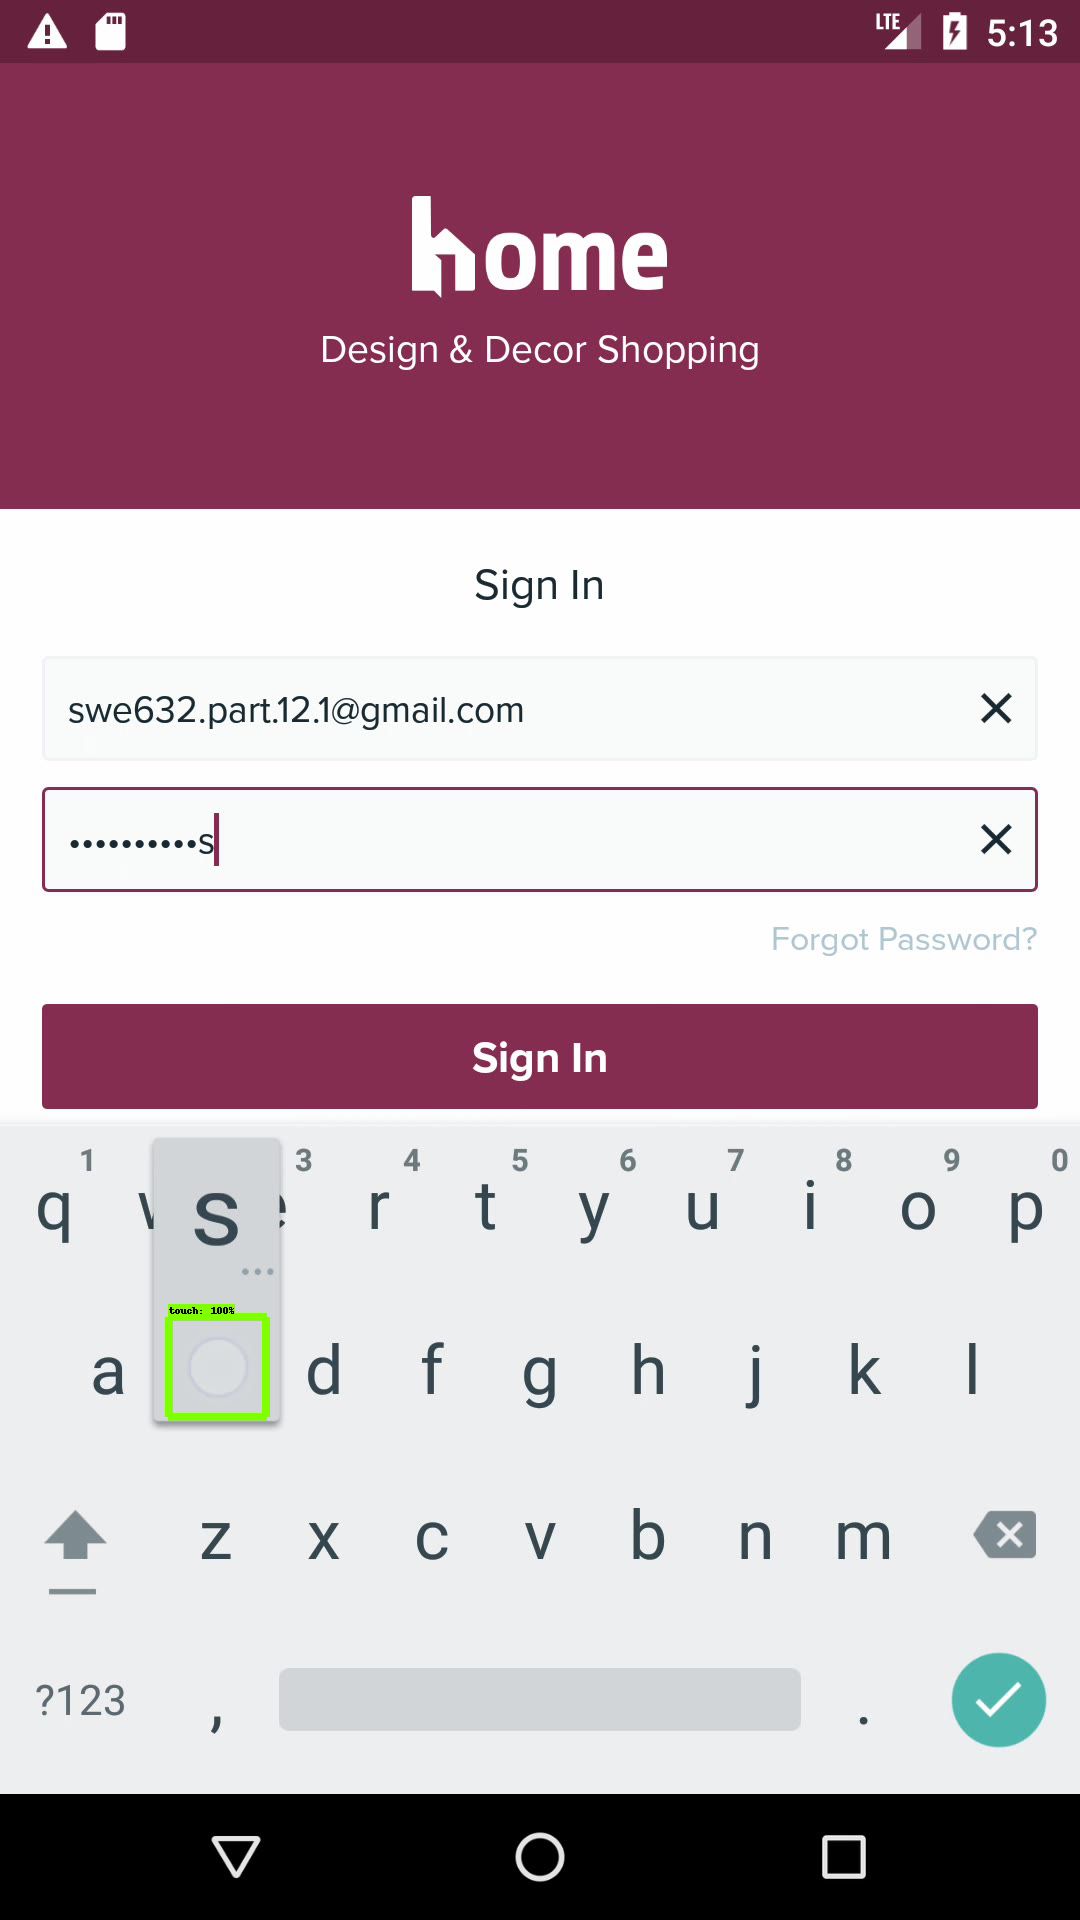 LTE 5:13
home
Design & Decor Shopping
Sign In
swe632.part.12.1@gmail.com
••••••••••s
Forgot Password?
Sign In
1 3 4 5 6 7 8 9 0
q w e r t y u i o p
s
touch: 100%
a d f g h j k l
z x c v b n m
?123 , .